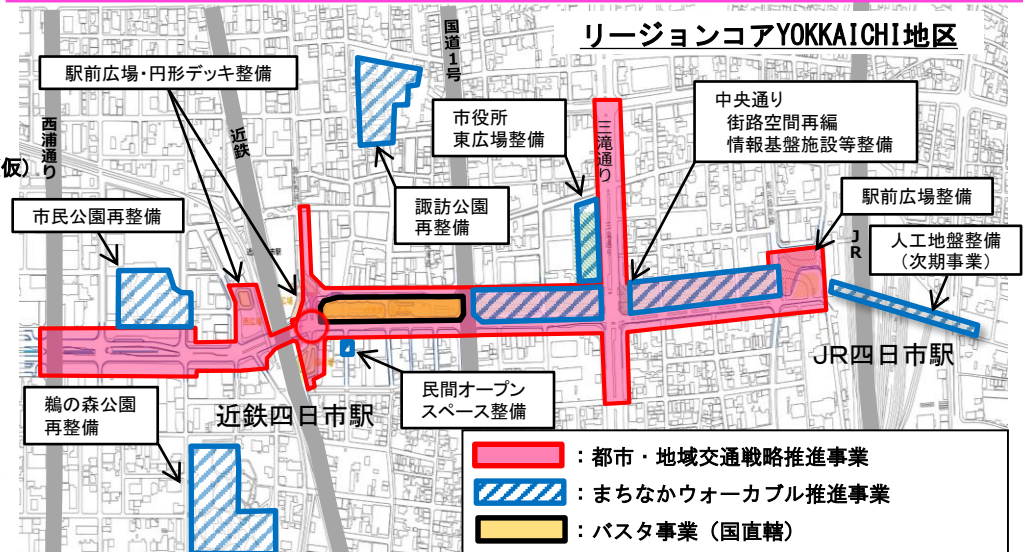 リージョンコアYOKKAICHI地区
駅前広場・円形デッキ整備
国道1号
西浦通り
近鉄
仮)
市役所
東広場整備
三滝通り
中央通り
街路空間再編
情報基盤施設等整備
市民公園再整備
諏訪公園
再整備
駅前広場整備
JR
人工地盤整備
(次期事業)
JR四日市駅
鵜の森公園
再整備
近鉄四日市駅
民間オープン
スペース整備
:都市・地域交通戦略推進事業
:まちなかウォーカブル推進事業
:バスタ事業(国直轄)